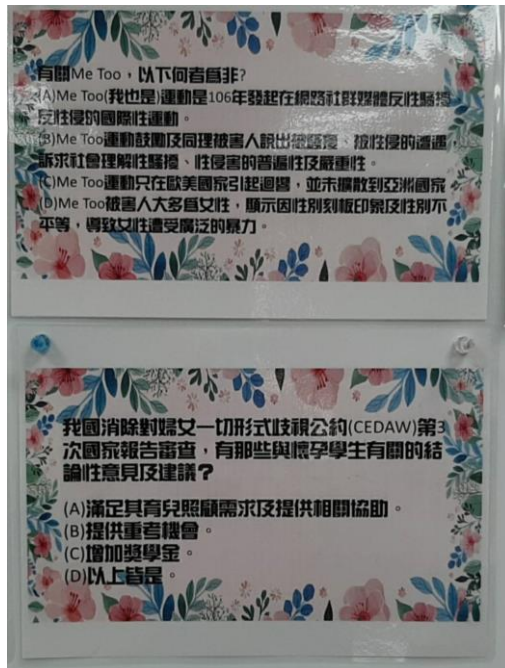 有關Me Too，以下何者為非?
(A)Me Too(我也是)運動是106年發起在網路社群媒體反性騷擾
反性侵的國際性運動。
(B)Me Too運動鼓勵及同理被害人說出被騷擾、被性侵的遭遇，
訴求社會理解性騷擾、性侵害的普遍性及嚴重性。
(C)Me Too運動只在歐美國家引起迴響，並未擴散到亞洲國家
(D)Me Too被害人大多為女性，顯示因性別刻板印象及性別不
平等，導致女性遭受廣泛的暴力。
我國消除對婦女一切形式歧視公約(CEDAW)第3
次國家報告審查，有那些與懷孕學生有關的結
論性意見及建議？
(A)滿足其育兒照顧需求及提供相關協助。
(B)提供重考機會。
(C)增加獎學金。
(D)以上皆是。